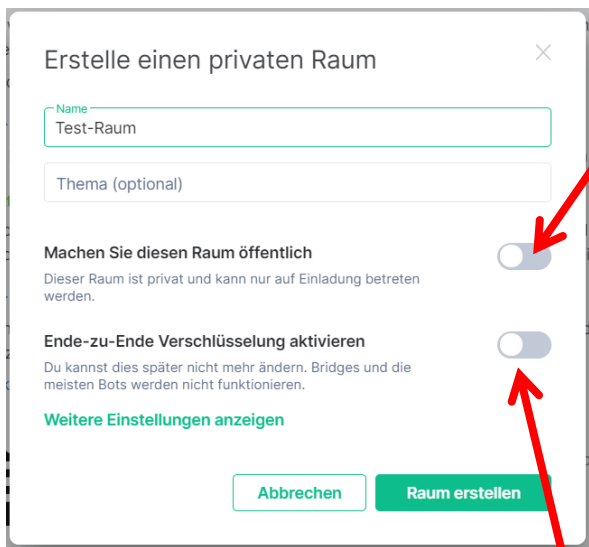 Erstelle einen privaten Raum
Name
Test-Raum
Thema (optional)
Machen Sie diesen Raum öffentlich
Dieser Raum ist privat und kann nur auf Einladung betreten
werden.
Ende-zu-Ende Verschlüsselung aktivieren
Du kannst dies später nicht mehr ändern. Bridges und die
meisten Bots werden nicht funktionieren.
Weitere Einstellungen anzeigen
Abbrechen
Raum erstellen